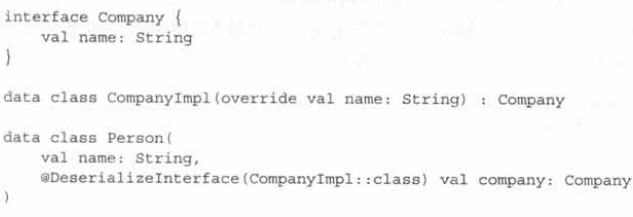 interface Company {
    val name: String
}
data class CompanyImpl(override val name: String) : Company
data class Person(
    val name: String,
    @DeserializeInterface(CompanyImpl::class) val company: Company
)